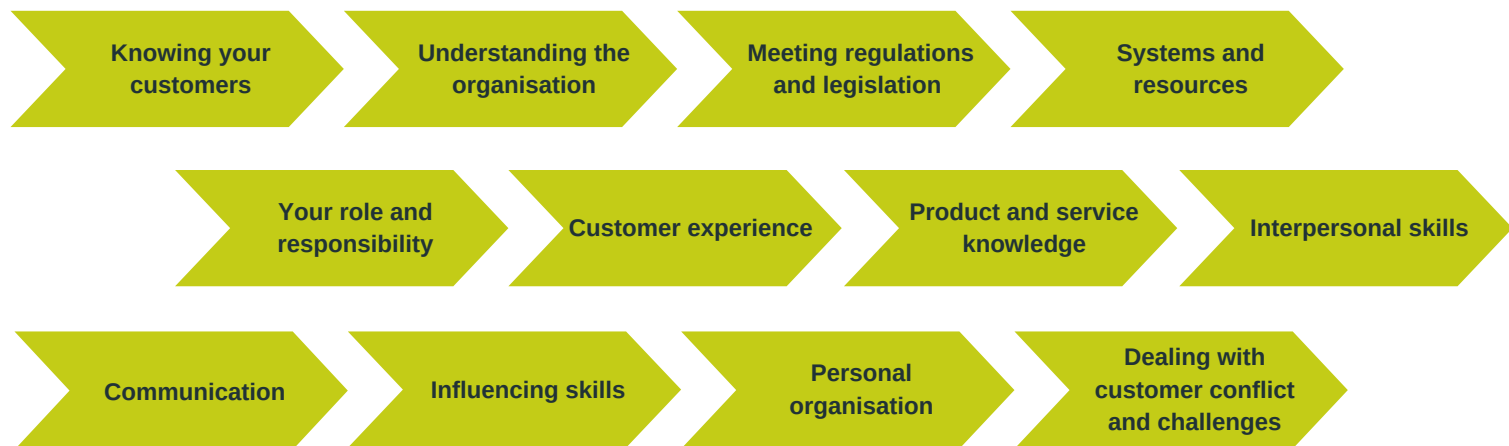 Knowing your
customers
Understanding the
organisation
Meeting regulations
and legislation
Systems and
resources
Your role and
responsibility
Customer experience
Product and service
knowledge
Interpersonal skills
Communication
Influencing skills
Personal
organisation
Dealing with
customer conflict
and challenges